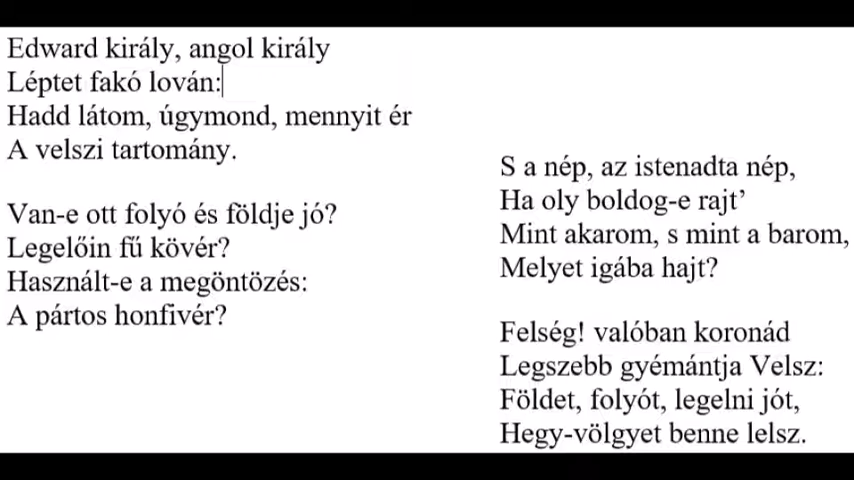 Edward király, angol király
Léptet fakó lován:
Hadd látom, úgymond, mennyit ér
A velszi tartomány.
Van-e ott folyó és földje jó?
Legelőin fű kövér?
Használt-e a megöntözés:
A pártos honfivér?
S a nép, az istenadta nép,
Ha oly boldog-e rajt’
Mint akarom, s mint a barom,
Melyet igába hajt?
Felség! valóban koronád
Legszebb gyémántja Velsz:
Földet, folyót, legelni jót,
Hegy-völgyet benne lelsz.